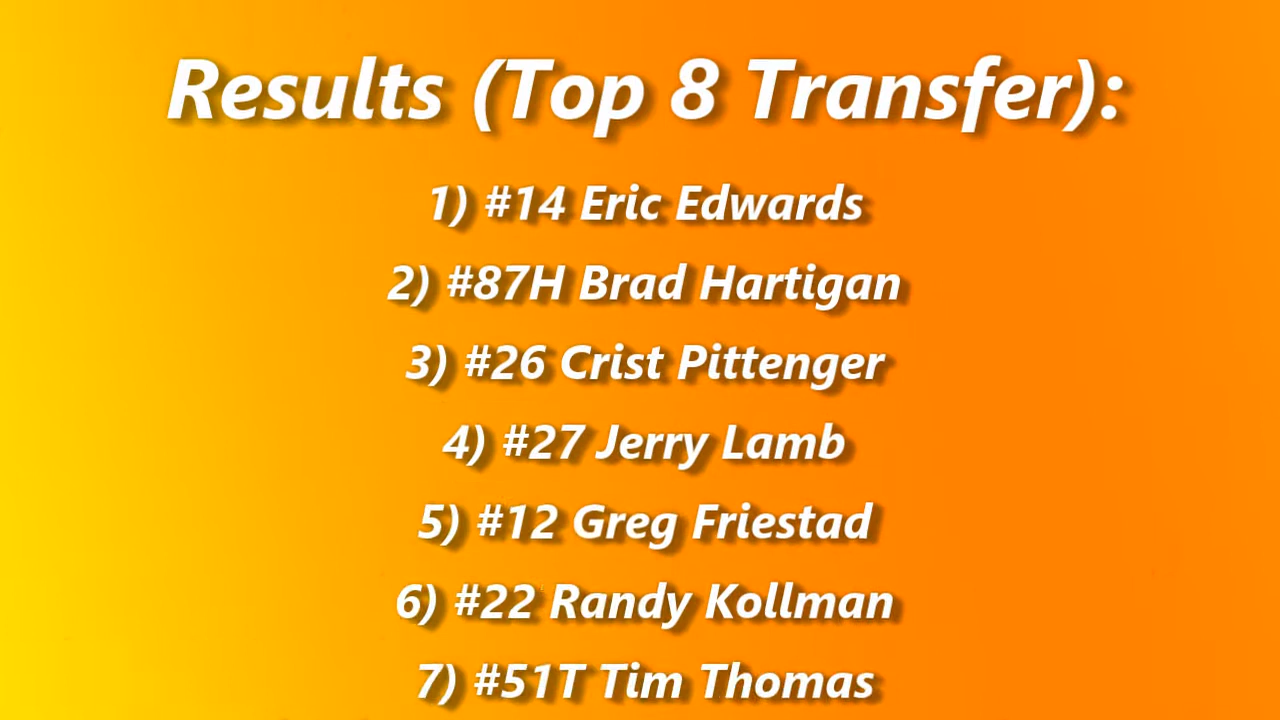 Results (Top 8 Transfer):
1) #14 Eric Edwards
2) #87H Brad Hartigan
3) #26 Crist Pittenger
4) #27 Jerry Lamb
5) #12 Greg Friestad
6) #22 Randy Kollman
7) #51T Tim Thomas